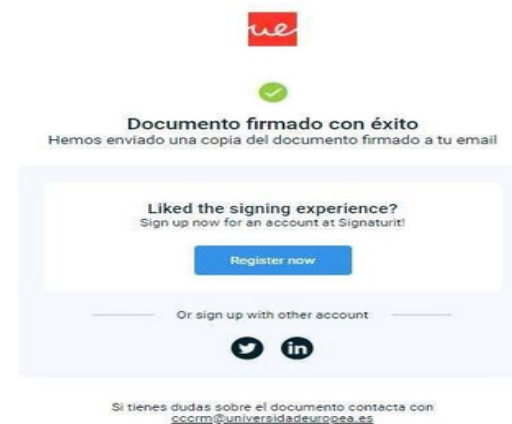 ue
Documento firmado con éxito
Hemos enviado una copia del documento firmado a tu email
Liked the signing experience?
Sign up now for an account at Signaturit!
Register now
Or sign up with other account
in
Si tienes dudas sobre el documento contacta con
cccrm@universidadeuropea.es